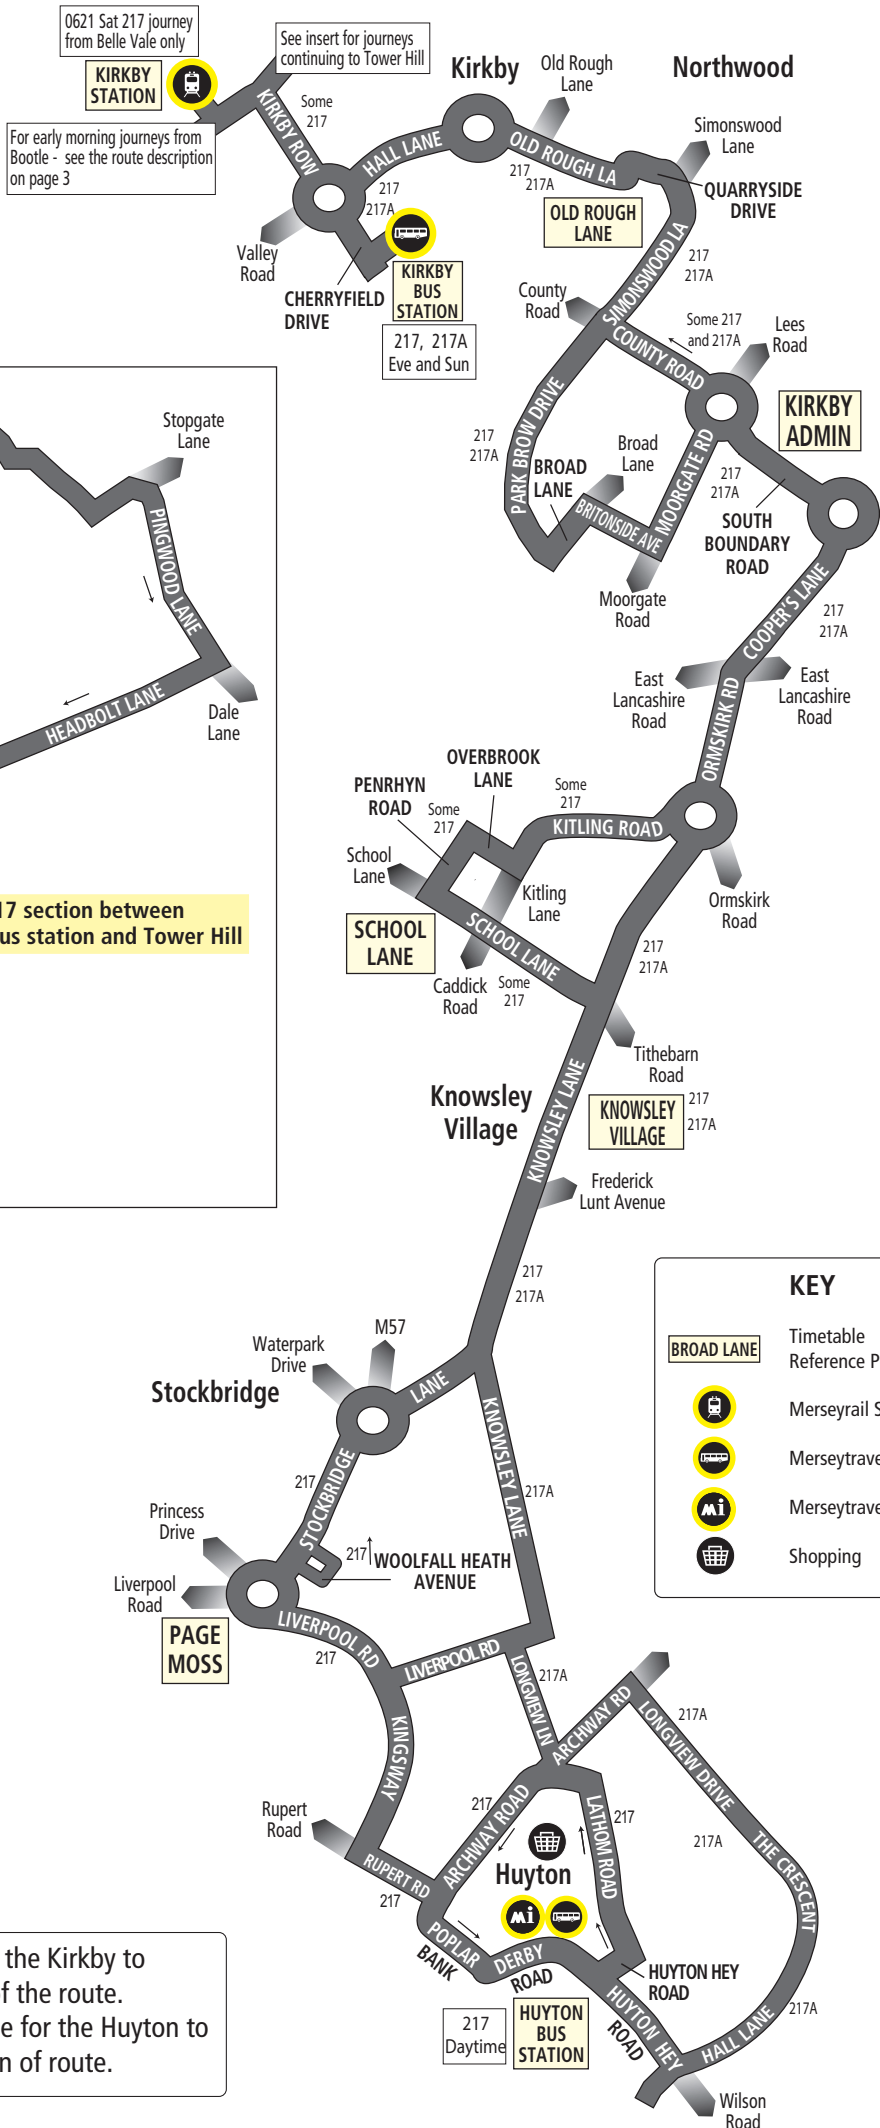 0621 Sat 217 journey
from Belle Vale only
See insert for journeys
continuing to Tower Hill
KIRKBY
STATION
For early morning journeys from
Bootle - see the route description
on page 3
KIRKBY ROW
Some
217
Kirkby
Old Rough
Lane
Northwood
HALL LANE
217
217A
OLD ROUGH LA
217
217A
Simonswood
Lane
QUARRYSIDE
DRIVE
OLD ROUGH
LANE
Valley
Road
CHERRYFIELD
DRIVE
KIRKBY
BUS
STATION
217, 217A
Eve and Sun
SIMONSWOOD LA
217
217A
County
Road
Some 217
and 217A
COUNTY ROAD
Lees
Road
KIRKBY
ADMIN
PARK BROW DRIVE
217
217A
BROAD
LANE
Broad
Lane
BRITONSIDE AVE
MOORGATE RD
Moorgate
Road
217
217A
SOUTH
BOUNDARY
ROAD
COOPER'S LANE
217
217A
Stopgate
Lane
PINGWOOD LANE
HEADBOLT LANE
Dale
Lane
East
Lancashire
Road
East
Lancashire
Road
ORMSKIRK RD
OVERBROOK
LANE
PENRHYN
ROAD
Some
217
Some
217
KITLING ROAD
School
Lane
Kitling
Lane
Ormskirk
Road
SCHOOL
LANE
SCHOOL LANE
Caddick
Road
Some
217
217
217A
17 section between
us station and Tower Hill
Tithebarn
Road
Knowsley
Village
KNOWSLEY LANE
KNOWSLEY
VILLAGE
217
217A
Frederick
Lunt Avenue
217
217A
KEY
BROAD LANE
Timetable
Reference P
Merseyrail S
Merseytrave
mi
Merseytrave
Shopping
M57
Waterpark
Drive
Stockbridge
STOCKBRIDGE
LANE
217
KNOWSLEY LANE
217A
Princess
Drive
Liverpool
Road
217
WOOLFALL HEATH
AVENUE
PAGE
MOSS
LIVERPOOL RD
217
LIVERPOOL RD
LONGVIEW LN
217A
KINGSWAY
ARCHWAY RD
LONGVIEW DRIVE
217A
217A
THE CRESCENT
Rupert
Road
RUPERT RD
217
ARCHWAY ROAD
217
LATHOM ROAD
217
Huyton
mi
POPLAR
BANK
DERBY
ROAD
HUYTON HEY
ROAD
HUYTON HEY
ROAD
HALL LANE
217A
217
Daytime
HUYTON
BUS
STATION
Wilson
Road
the Kirkby to
of the route.
e for the Huyton to
n of route.